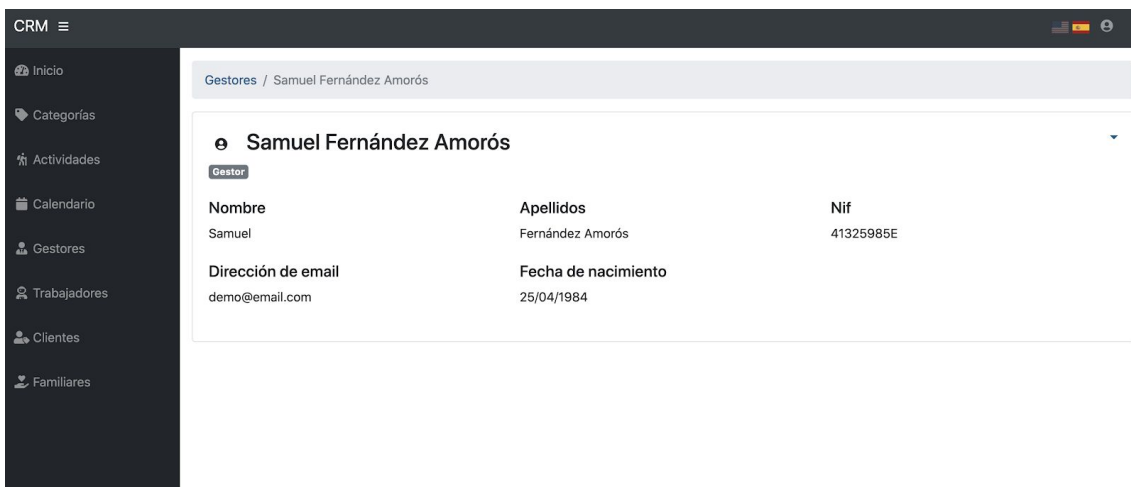 CRM
Inicio
Categorías
Actividades
Calendario
Gestores
Trabajadores
Clientes
Familiares
Gestores / Samuel Fernández Amorós
Samuel Fernández Amorós
Gestor
Nombre
Samuel
Apellidos
Fernández Amorós
Nif
41325985E
Dirección de email
demo@email.com
Fecha de nacimiento
25/04/1984